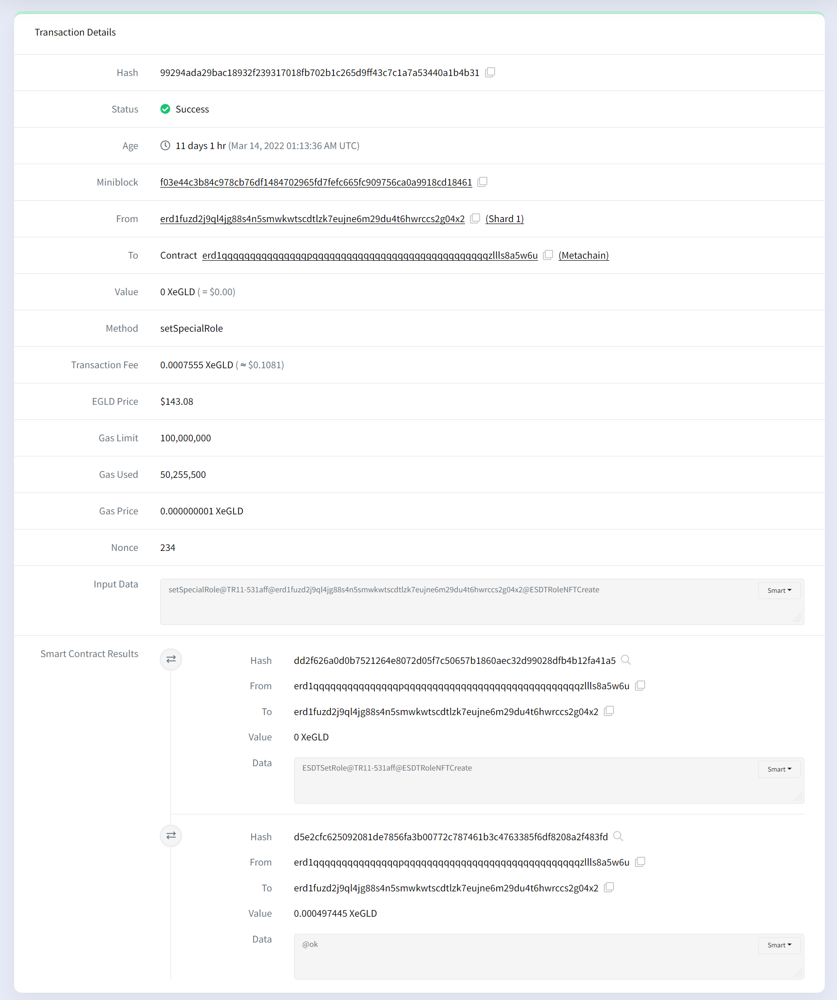 Transaction Details
Hash 99294ada29bac18932f239317018fb702b1c265d9ff43c7c1a7a53440a1b4b31
Status Success
Age 11 days 1 hr (Mar 14, 2022 01:13:36 AM UTC)
Miniblock f03e44c3b84c978cb76df1484702965fd7fefc665fc909756ca0a9918cd18461
From erd1fuzd2j9ql4jg88s4n5smwkwtscdtlzk7eujne6m29du4t6hwrccs2g04x2 (Shard 1)
To Contract erd1qqqqqqqqqqqqqqqpqqqqqqqqqqqqqqqqqqqqqqqqqqqqqqqzllls8a5w6u (Metachain)
Value 0 XeGLD ( = $0.00)
Method setSpecialRole
Transaction Fee 0.0007555 XeGLD ( ≈ $0.1081)
EGLD Price $143.08
Gas Limit 100,000,000
Gas Used 50,255,500
Gas Price 0.000000001 XeGLD
Nonce 234
Input Data setSpecialRole@TR11-531aff@erd1fuzd2j9ql4jg88s4n5smwkwtscdtlzk7eujne6m29du4t6hwrccs2g04x2@ESDTRoleNFTCreate Smart
Smart Contract Results
Hash dd2f626a0d0b7521264e8072d05f7c50657b1860aec32d99028dfb4b12fa41a5
From erd1qqqqqqqqqqqqqqqpqqqqqqqqqqqqqqqqqqqqqqqqqqqqqqqzllls8a5w6u
To erd1fuzd2j9ql4jg88s4n5smwkwtscdtlzk7eujne6m29du4t6hwrccs2g04x2
Value 0 XeGLD
Data ESDTSetRole@TR11-531aff@ESDTRoleNFTCreate Smart
Hash d5e2cfc625092081de7856fa3b00772c787461b3c4763385f6df8208a2f483fd
From erd1qqqqqqqqqqqqqqqpqqqqqqqqqqqqqqqqqqqqqqqqqqqqqqqzllls8a5w6u
To erd1fuzd2j9ql4jg88s4n5smwkwtscdtlzk7eujne6m29du4t6hwrccs2g04x2
Value 0.000497445 XeGLD
Data @ok Smart